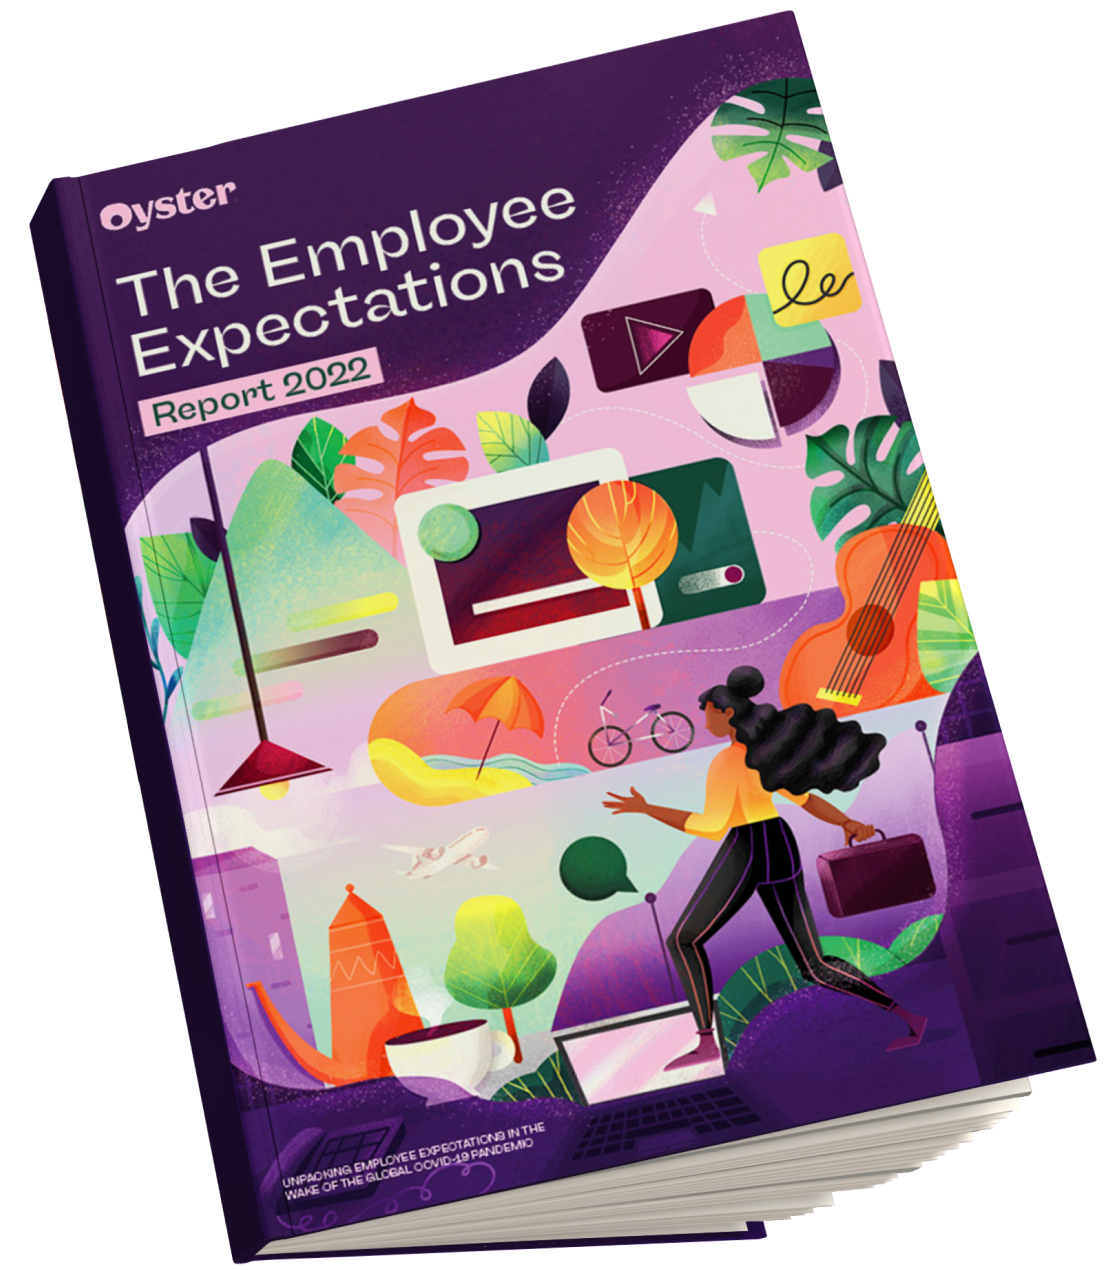 Oyster
The Employee
Expectations
Report 2022
UNPACKING EMPLOYEE EXPECTATIONS IN THE
WAKE OF THE GLOBAL COVID-19 PANDEMIC